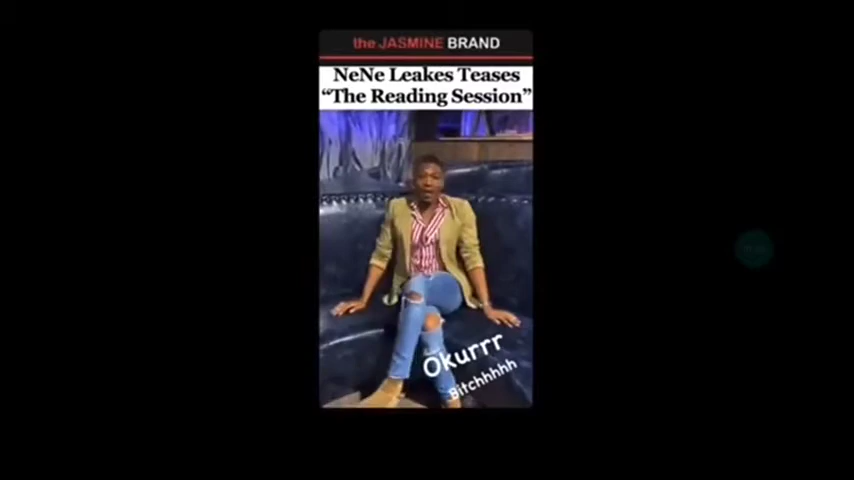 the JASMINE BRAND
NeNe Leakes Teases
“The Reading Session”
Okurrr
Bitchhhhh